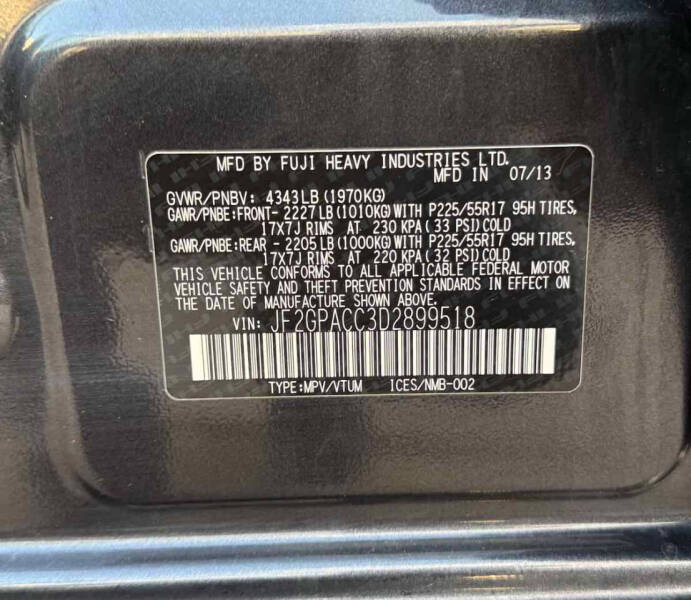 MFD BY FUJI HEAVY INDUSTRIES LTD.
MFD IN 07/13
GVWR/PNBV: 4343LB(1970KG)
GAWR/PNBE:FRONT- 2227LB(1010KG)WITH P225/55R17 95H TIRES,
17X7J RIMS AT 230 KPA(33 PSI)COLD
GAWR/PNBE:REAR - 2205LB(1000KG)WITH P225/55R17 95H TIRES,
17X7J RIMS AT 220 KPA(32 PSI)COLD
THIS VEHICLE CONFORMS TO ALL APPLICABLE FEDERAL MOTOR
VEHICLE SAFETY AND THEFT PREVENTION STANDARDS IN EFFECT ON
THE DATE OF MANUFACTURE SHOWN ABOVE.
VIN: JF2GPACC3D2899518
TYPE:MPV/VTUM ICES/NMB-002